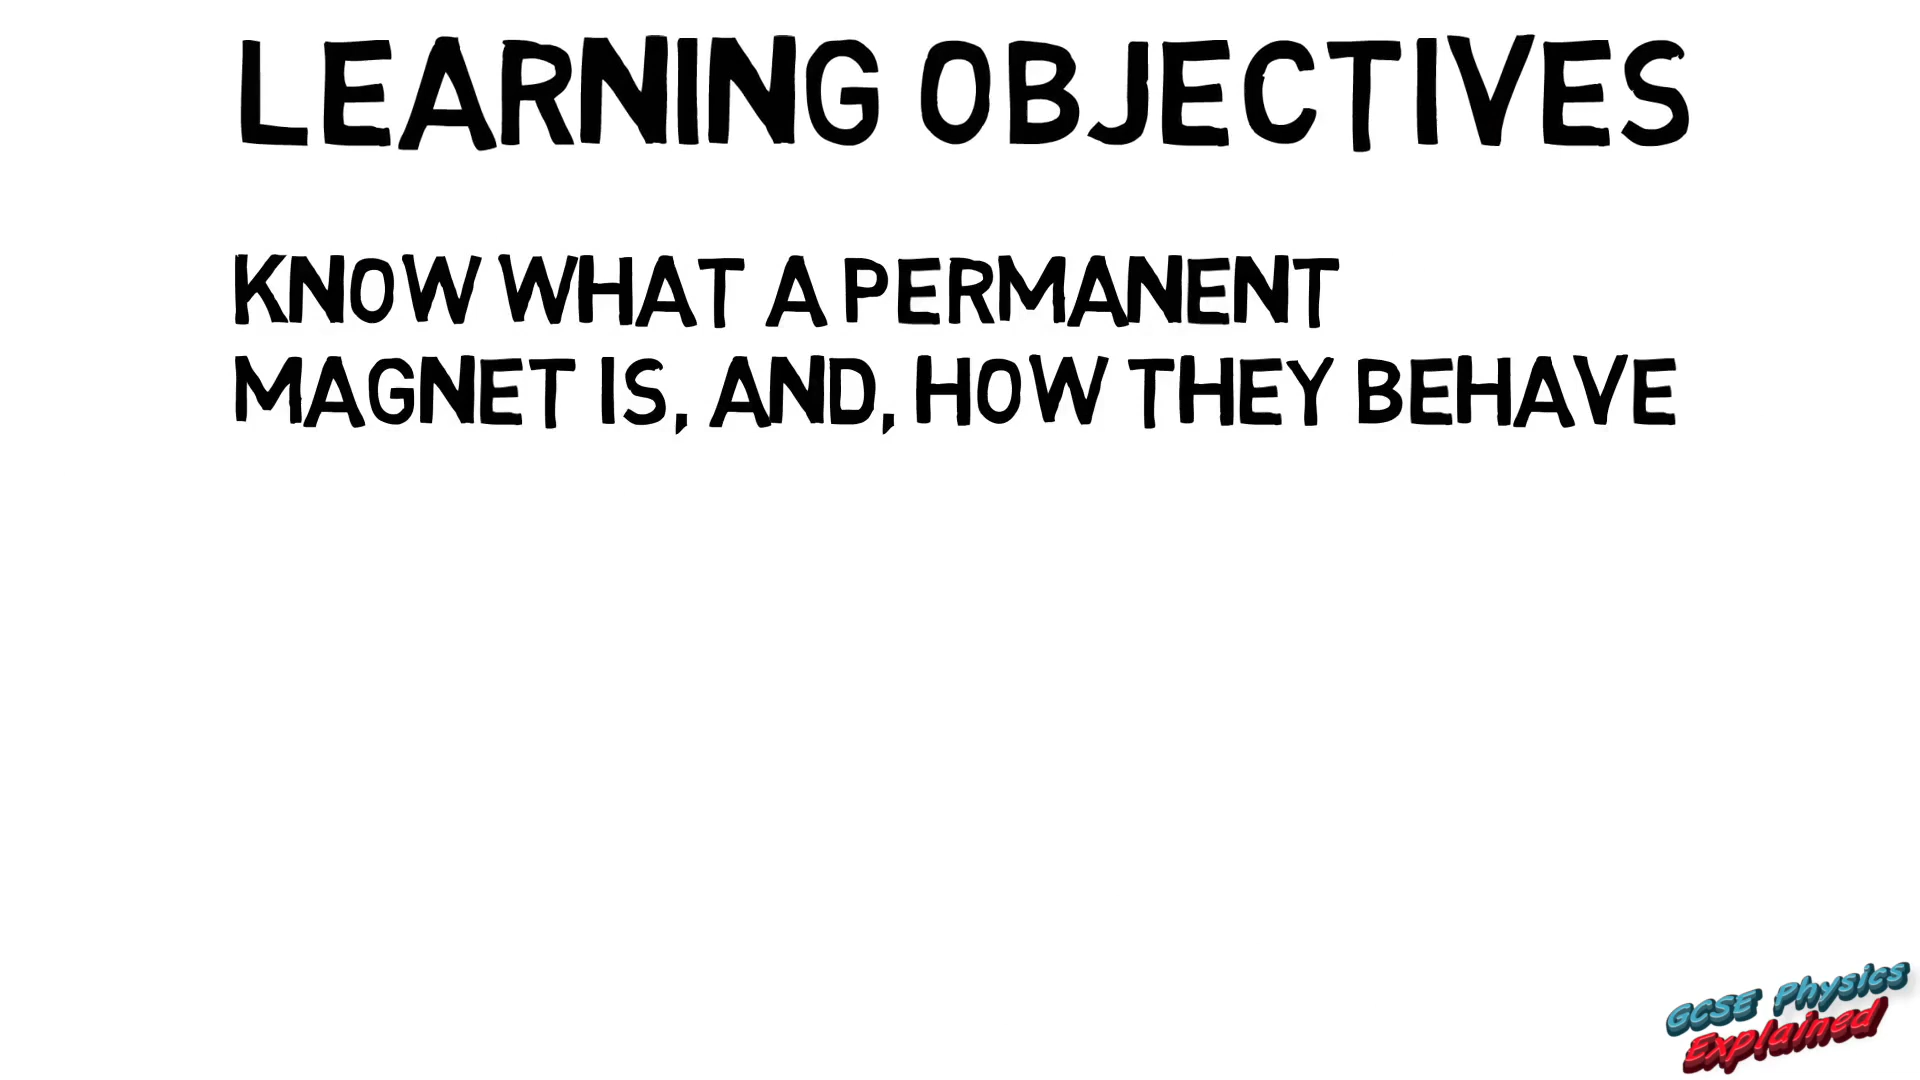 LEARNING OBJECTIVES
KNOW WHAT A PERMANENT
MAGNET IS, AND, HOW THEY BEHAVE
GCSE Physics
Explained